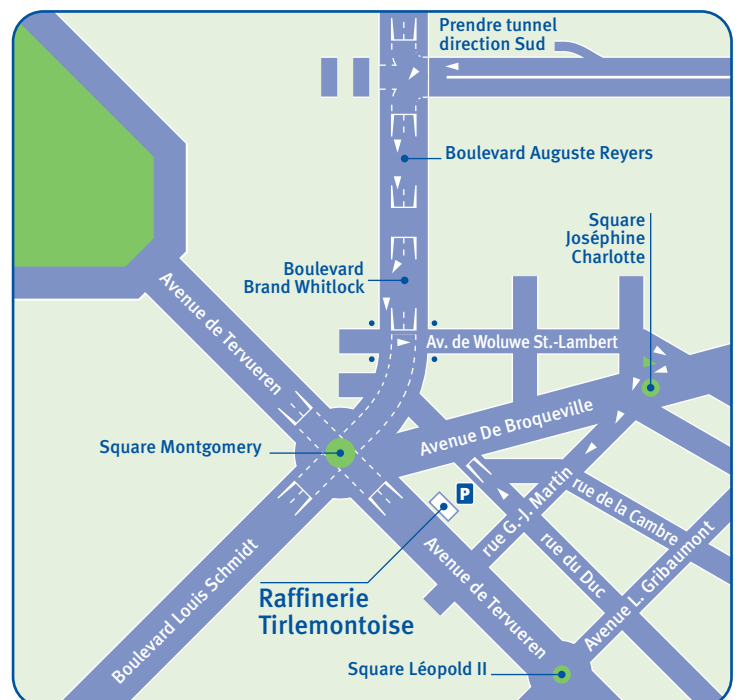 Prendre tunnel
direction Sud
Boulevard Auguste Reyers
Square
Joséphine
Charlotte
Boulevard
Brand Whitlock
Avenue de Tervueren
Av. de Woluwe St.-Lambert
Avenue De Broqueville
Square Montgomery
P
rue G.-J. Martin
rue de la Cambre
Boulevard Louis Schmidt
Avenue de Tervueren
rue du Duc
Avenue L. Gribaumont
Raffinerie
Tirlemontoise
Square Léopold II